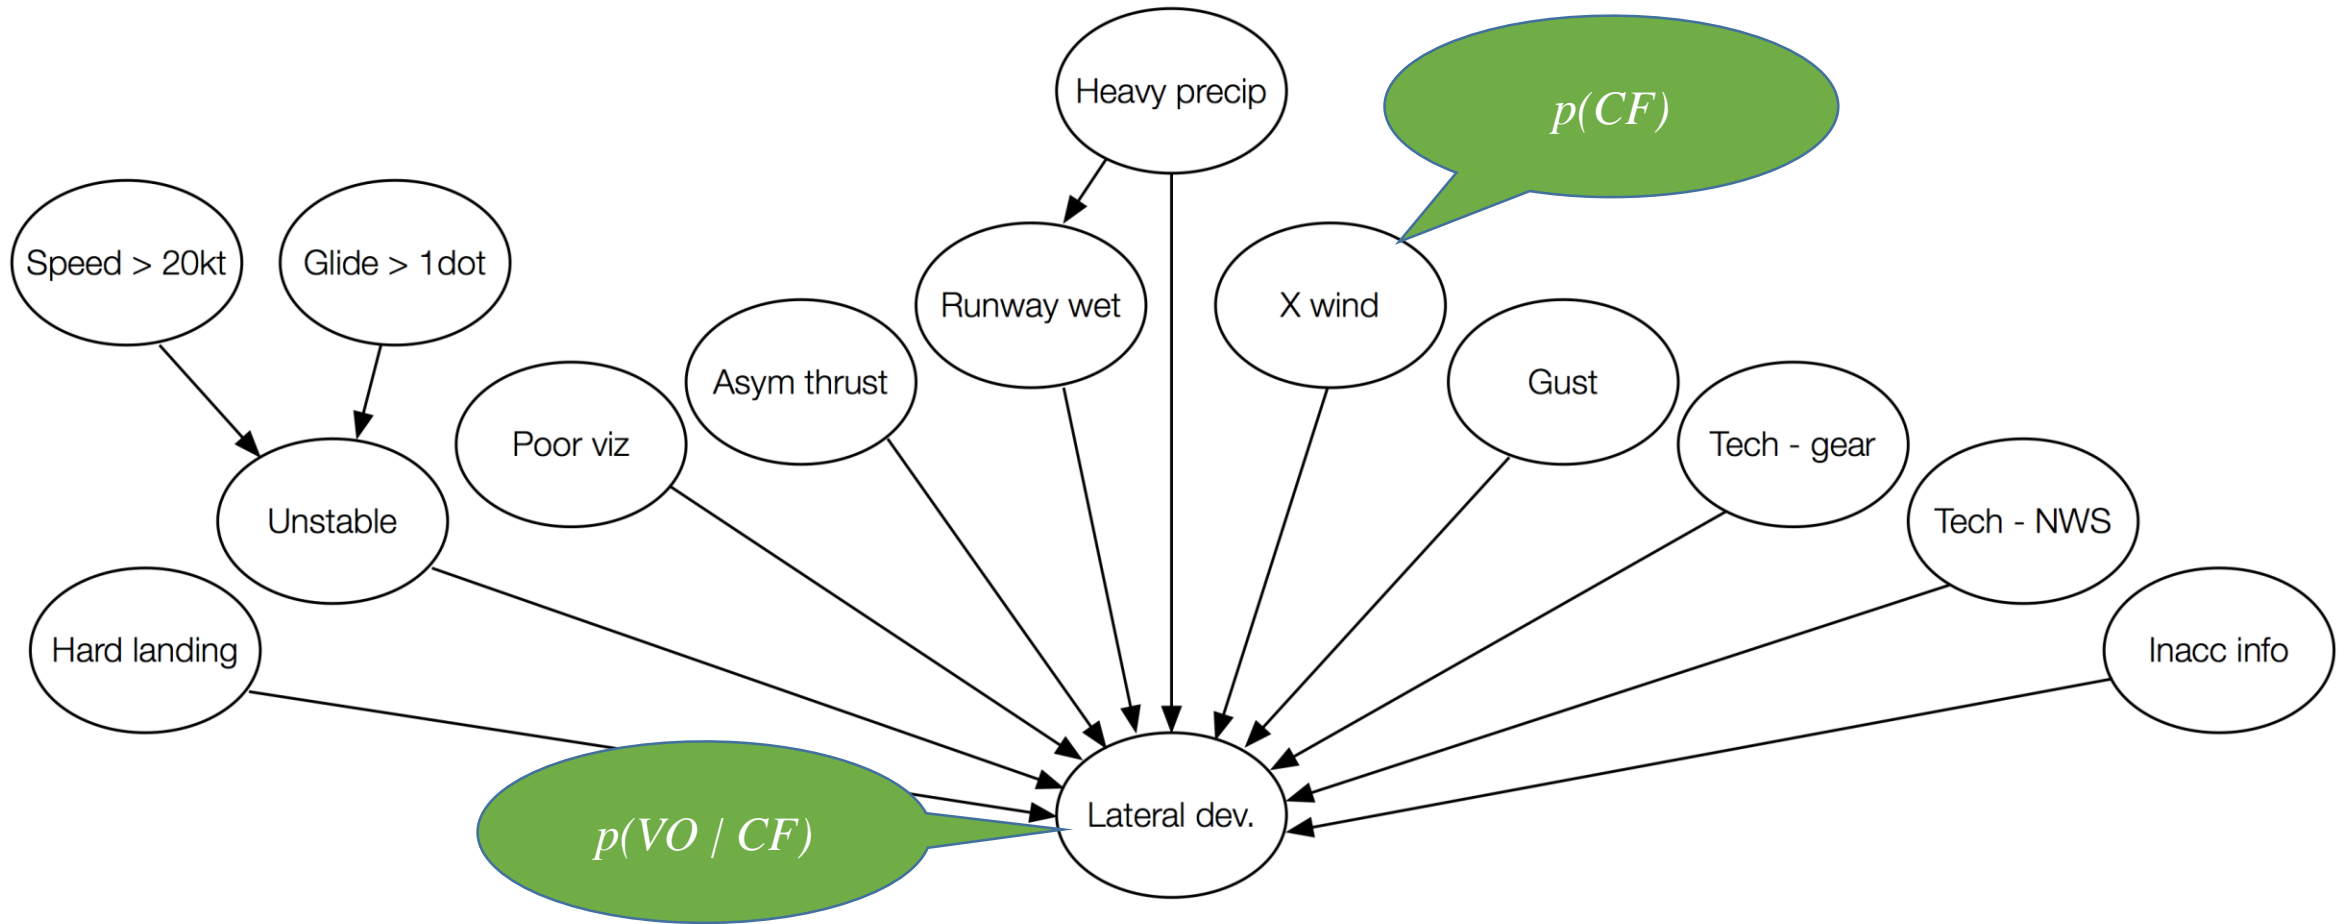 Heavy precip
p(CF)
Speed > 20kt
Glide > 1dot
Runway wet
X wind
Asym thrust
Gust
Poor viz
Tech - gear
Unstable
Tech - NWS
Hard landing
Inacc info
Lateral dev.
p(VO | CF)